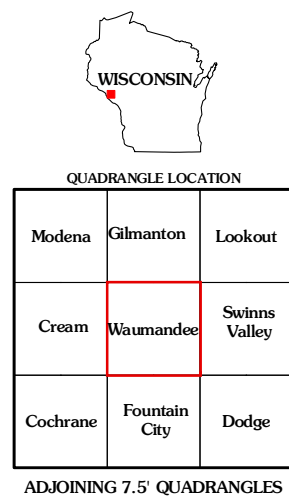 WISCONSIN
QUADRANGLE LOCATION
Modena Gilmanton Lookout
Cream Waumandee Swinns
Valley
Cochrane Fountain
City Dodge
ADJOINING 7.5' QUADRANGLES